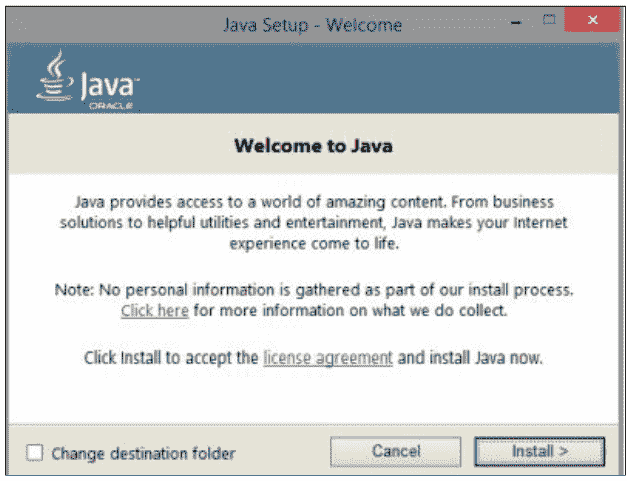 Java Setup - Welcome
Java
ORACLE
Welcome to Java
Java provides access to a world of amazing content. From business
solutions to helpful utilities and entertainment, Java makes your Internet
experience come to life.
Note: No personal information is gathered as part of our install process.
Click here for more information on what we do collect.
Click Install to accept the license agreement and install Java now.
Change destination folder
Cancel
Install >